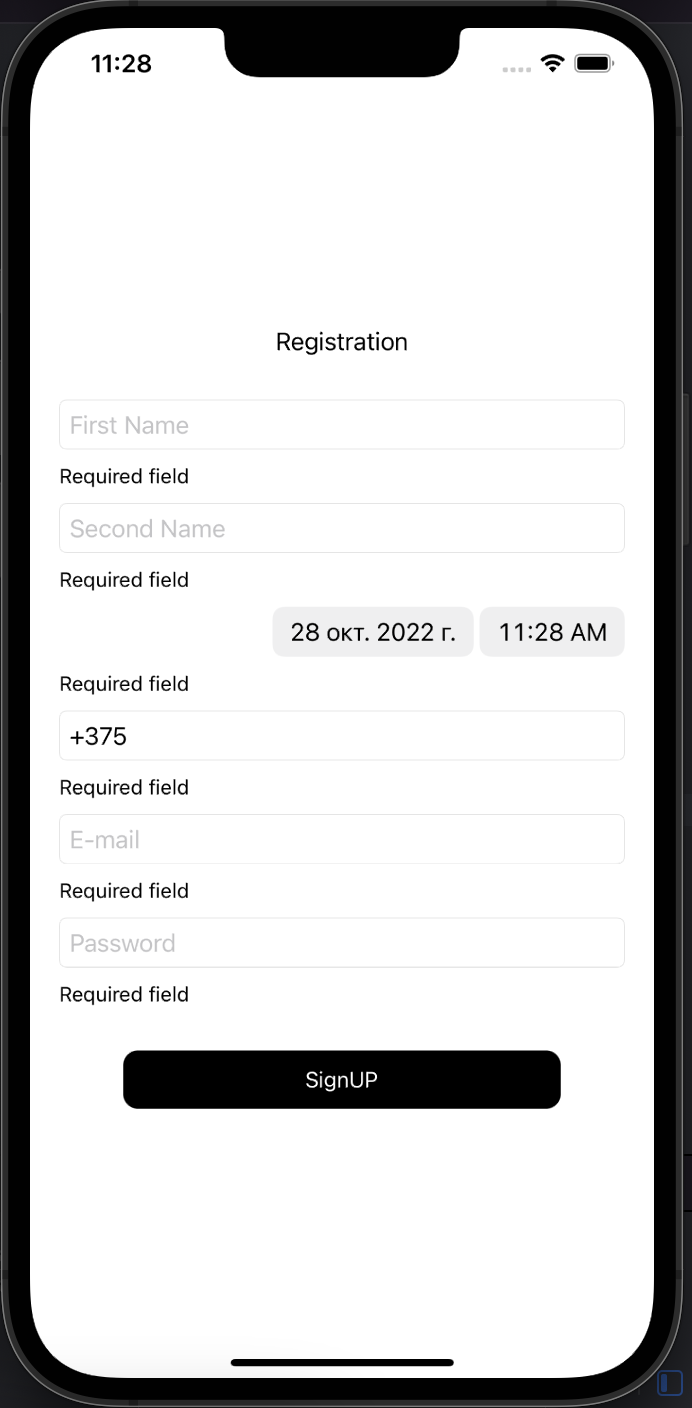 11:28
Registration
First Name
Required field
Second Name
Required field
28 окт. 2022 г. 11:28 AM
Required field
+375
Required field
E-mail
Required field
Password
Required field
SignUP